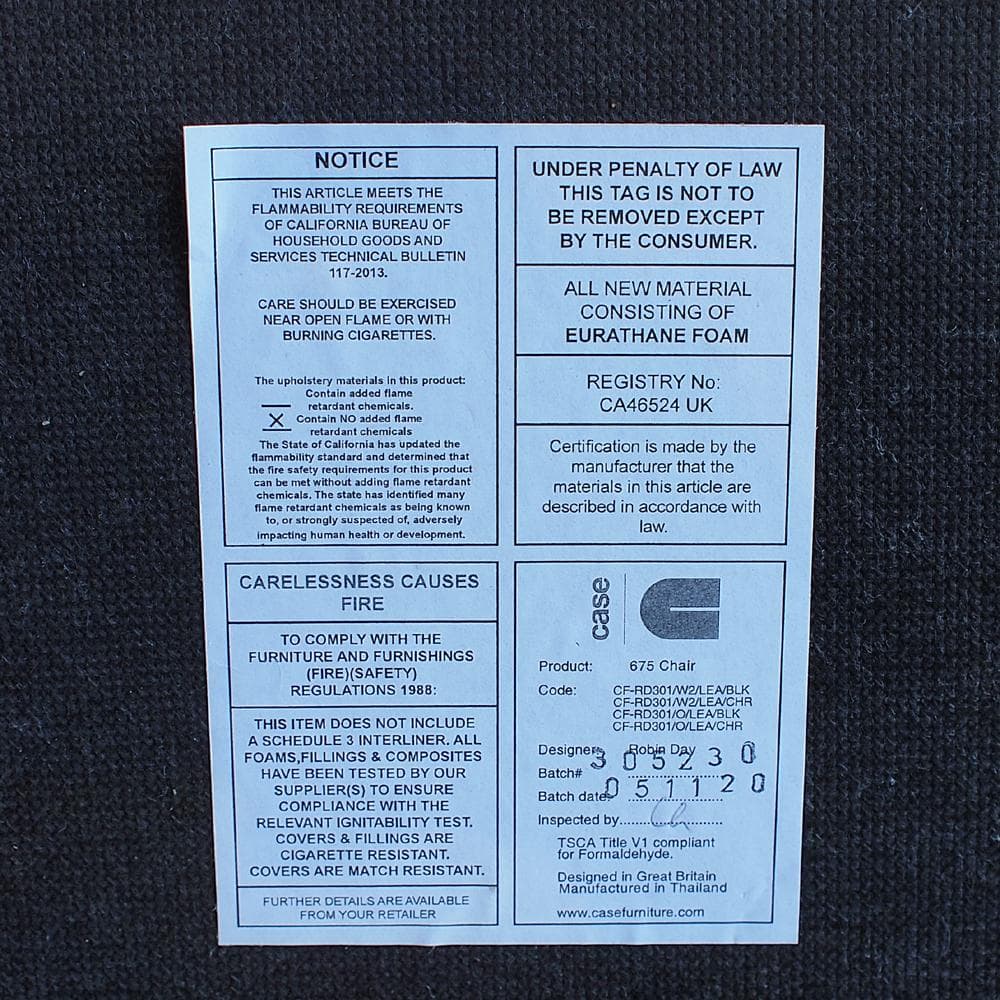 NOTICE
THIS ARTICLE MEETS THE
FLAMMABILITY REQUIREMENTS
OF CALIFORNIA BUREAU OF
HOUSEHOLD GOODS AND
SERVICES TECHNICAL BULLETIN
117-2013.
CARE SHOULD BE EXERCISED
NEAR OPEN FLAME OR WITH
BURNING CIGARETTES.
The upholstery materials in this product:
Contain added flame
retardant chemicals.
X Contain NO added flame
retardant chemicals
The State of California has updated the
flammability standard and determined that
the fire safety requirements for this product
can be met without adding flame retardant
chemicals. The state has identified many
flame retardant chemicals as being known
to, or strongly suspected of, adversely
impacting human health or development.
UNDER PENALTY OF LAW
THIS TAG IS NOT TO
BE REMOVED EXCEPT
BY THE CONSUMER.
ALL NEW MATERIAL
CONSISTING OF
EURATHANE FOAM
REGISTRY No:
CA46524 UK
Certification is made by the
manufacturer that the
materials in this article are
described in accordance with
law.
CARELESSNESS CAUSES
FIRE
TO COMPLY WITH THE
FURNITURE AND FURNISHINGS
(FIRE)(SAFETY)
REGULATIONS 1988:
THIS ITEM DOES NOT INCLUDE
A SCHEDULE 3 INTERLINER. ALL
FOAMS,FILLINGS & COMPOSITES
HAVE BEEN TESTED BY OUR
SUPPLIER(S) TO ENSURE
COMPLIANCE WITH THE
RELEVANT IGNITABILITY TEST.
COVERS & FILLINGS ARE
CIGARETTE RESISTANT.
COVERS ARE MATCH RESISTANT.
FURTHER DETAILS ARE AVAILABLE
FROM YOUR RETAILER
case
Product: 675 Chair
Code: CF-RD301/W2/LEA/BLK
CF-RD301/W2/LEA/CHR
CF-RD301/O/LEA/BLK
CF-RD301/O/LEA/CHR
Designer: Robin Day
Batch# 305230
Batch date: 051120
Inspected by
TSCA Title V1 compliant
for Formaldehyde.
Designed in Great Britain
Manufactured in Thailand
www.casefurniture.com